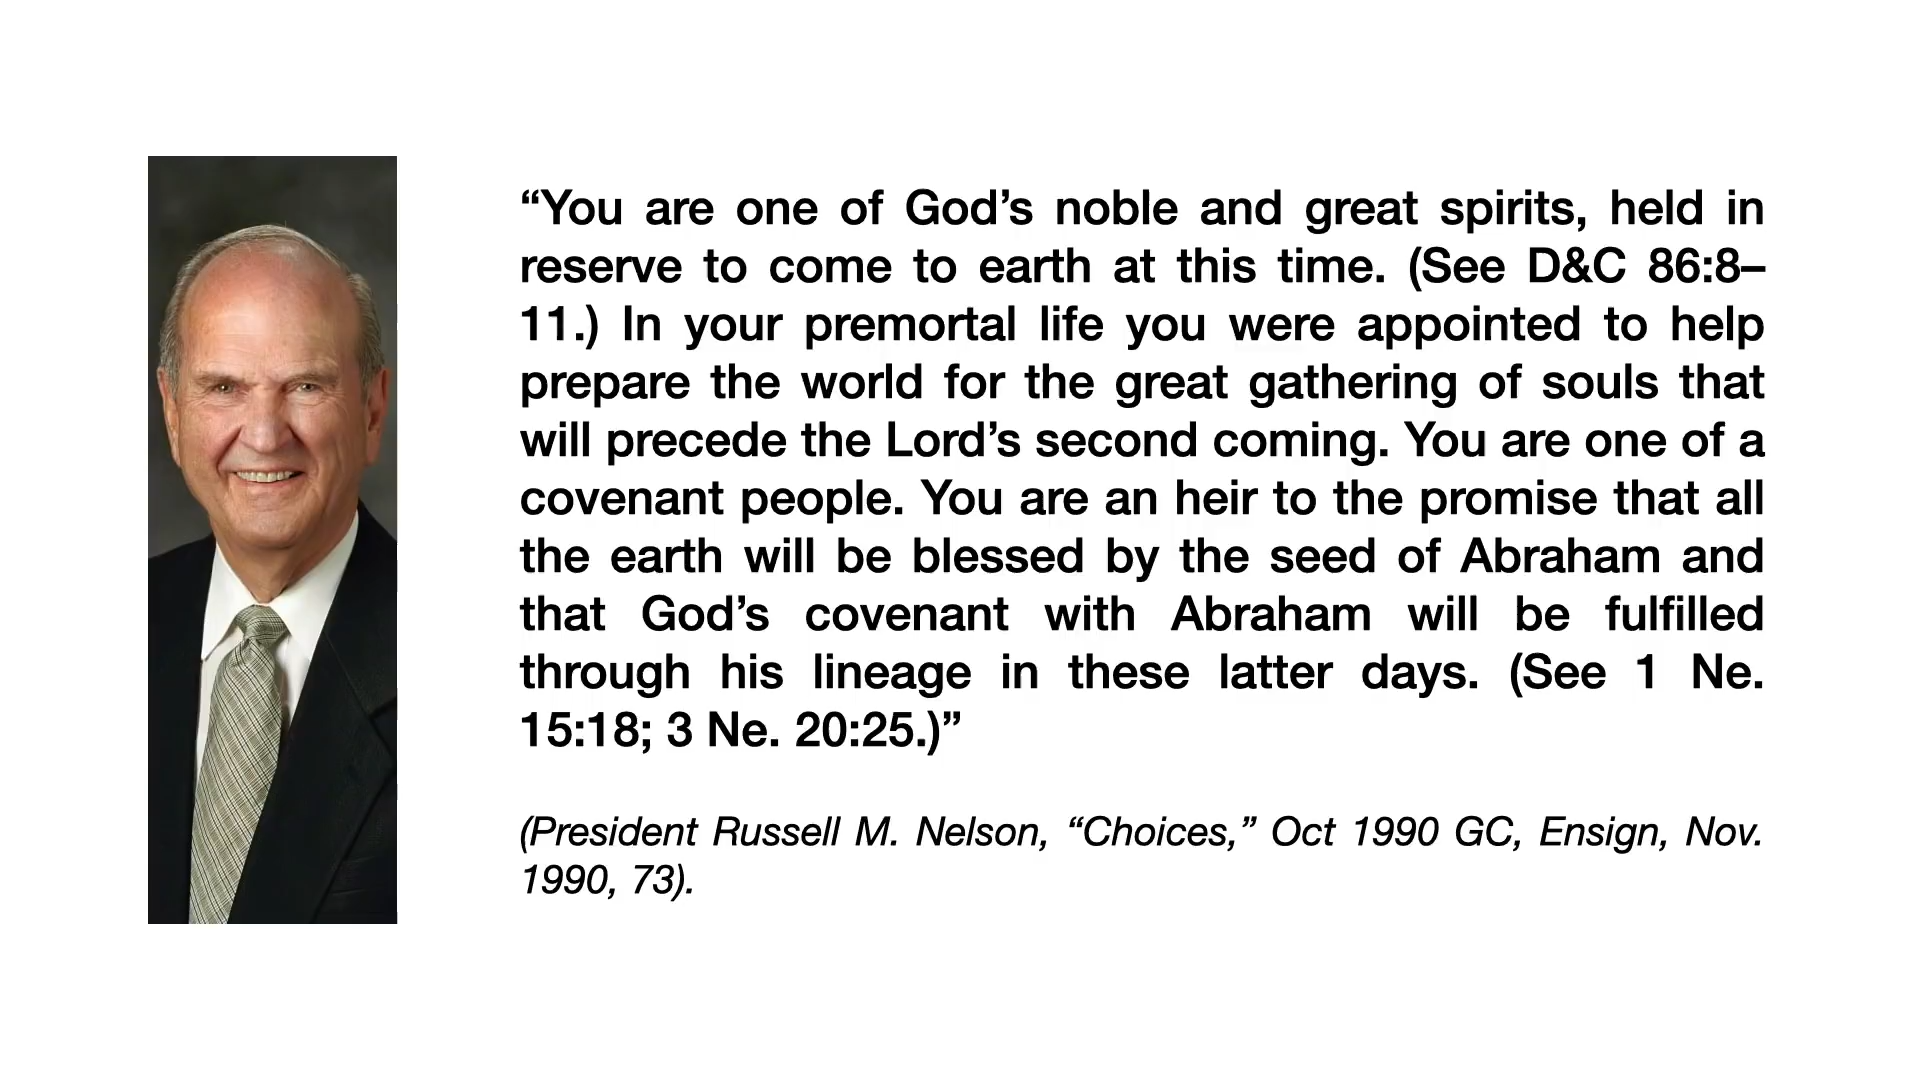 “You are one of God’s noble and great spirits, held in
reserve to come to earth at this time. (See D&C 86:8–
11.) In your premortal life you were appointed to help
prepare the world for the great gathering of souls that
will precede the Lord’s second coming. You are one of a
covenant people. You are an heir to the promise that all
the earth will be blessed by the seed of Abraham and
that God’s covenant with Abraham will be fulfilled
through his lineage in these latter days. (See 1 Ne.
15:18; 3 Ne. 20:25.)”
(President Russell M. Nelson, “Choices,” Oct 1990 GC, Ensign, Nov.
1990, 73).